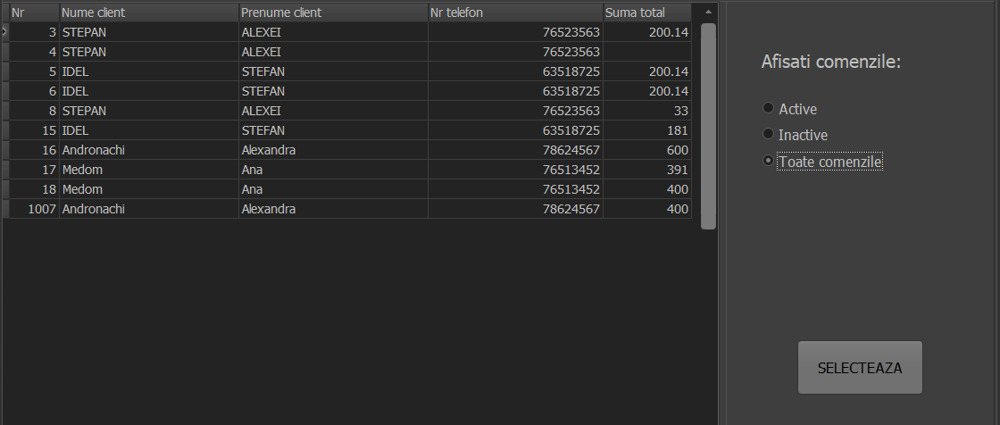 Nr Nume client Prenume client Nr telefon Suma total
3 STEPAN ALEXEI 76523563 200.14
4 STEPAN ALEXEI 76523563
5 IDEL STEFAN 63518725 200.14
6 IDEL STEFAN 63518725 200.14
8 STEPAN ALEXEI 76523563 33
15 IDEL STEFAN 63518725 181
16 Andronachi Alexandra 78624567 600
17 Medom Ana 76513452 391
18 Medom Ana 76513452 400
1007 Andronachi Alexandra 78624567 400
Afisati comenzile:
Active
Inactive
Toate comenzile
SELECTEAZA